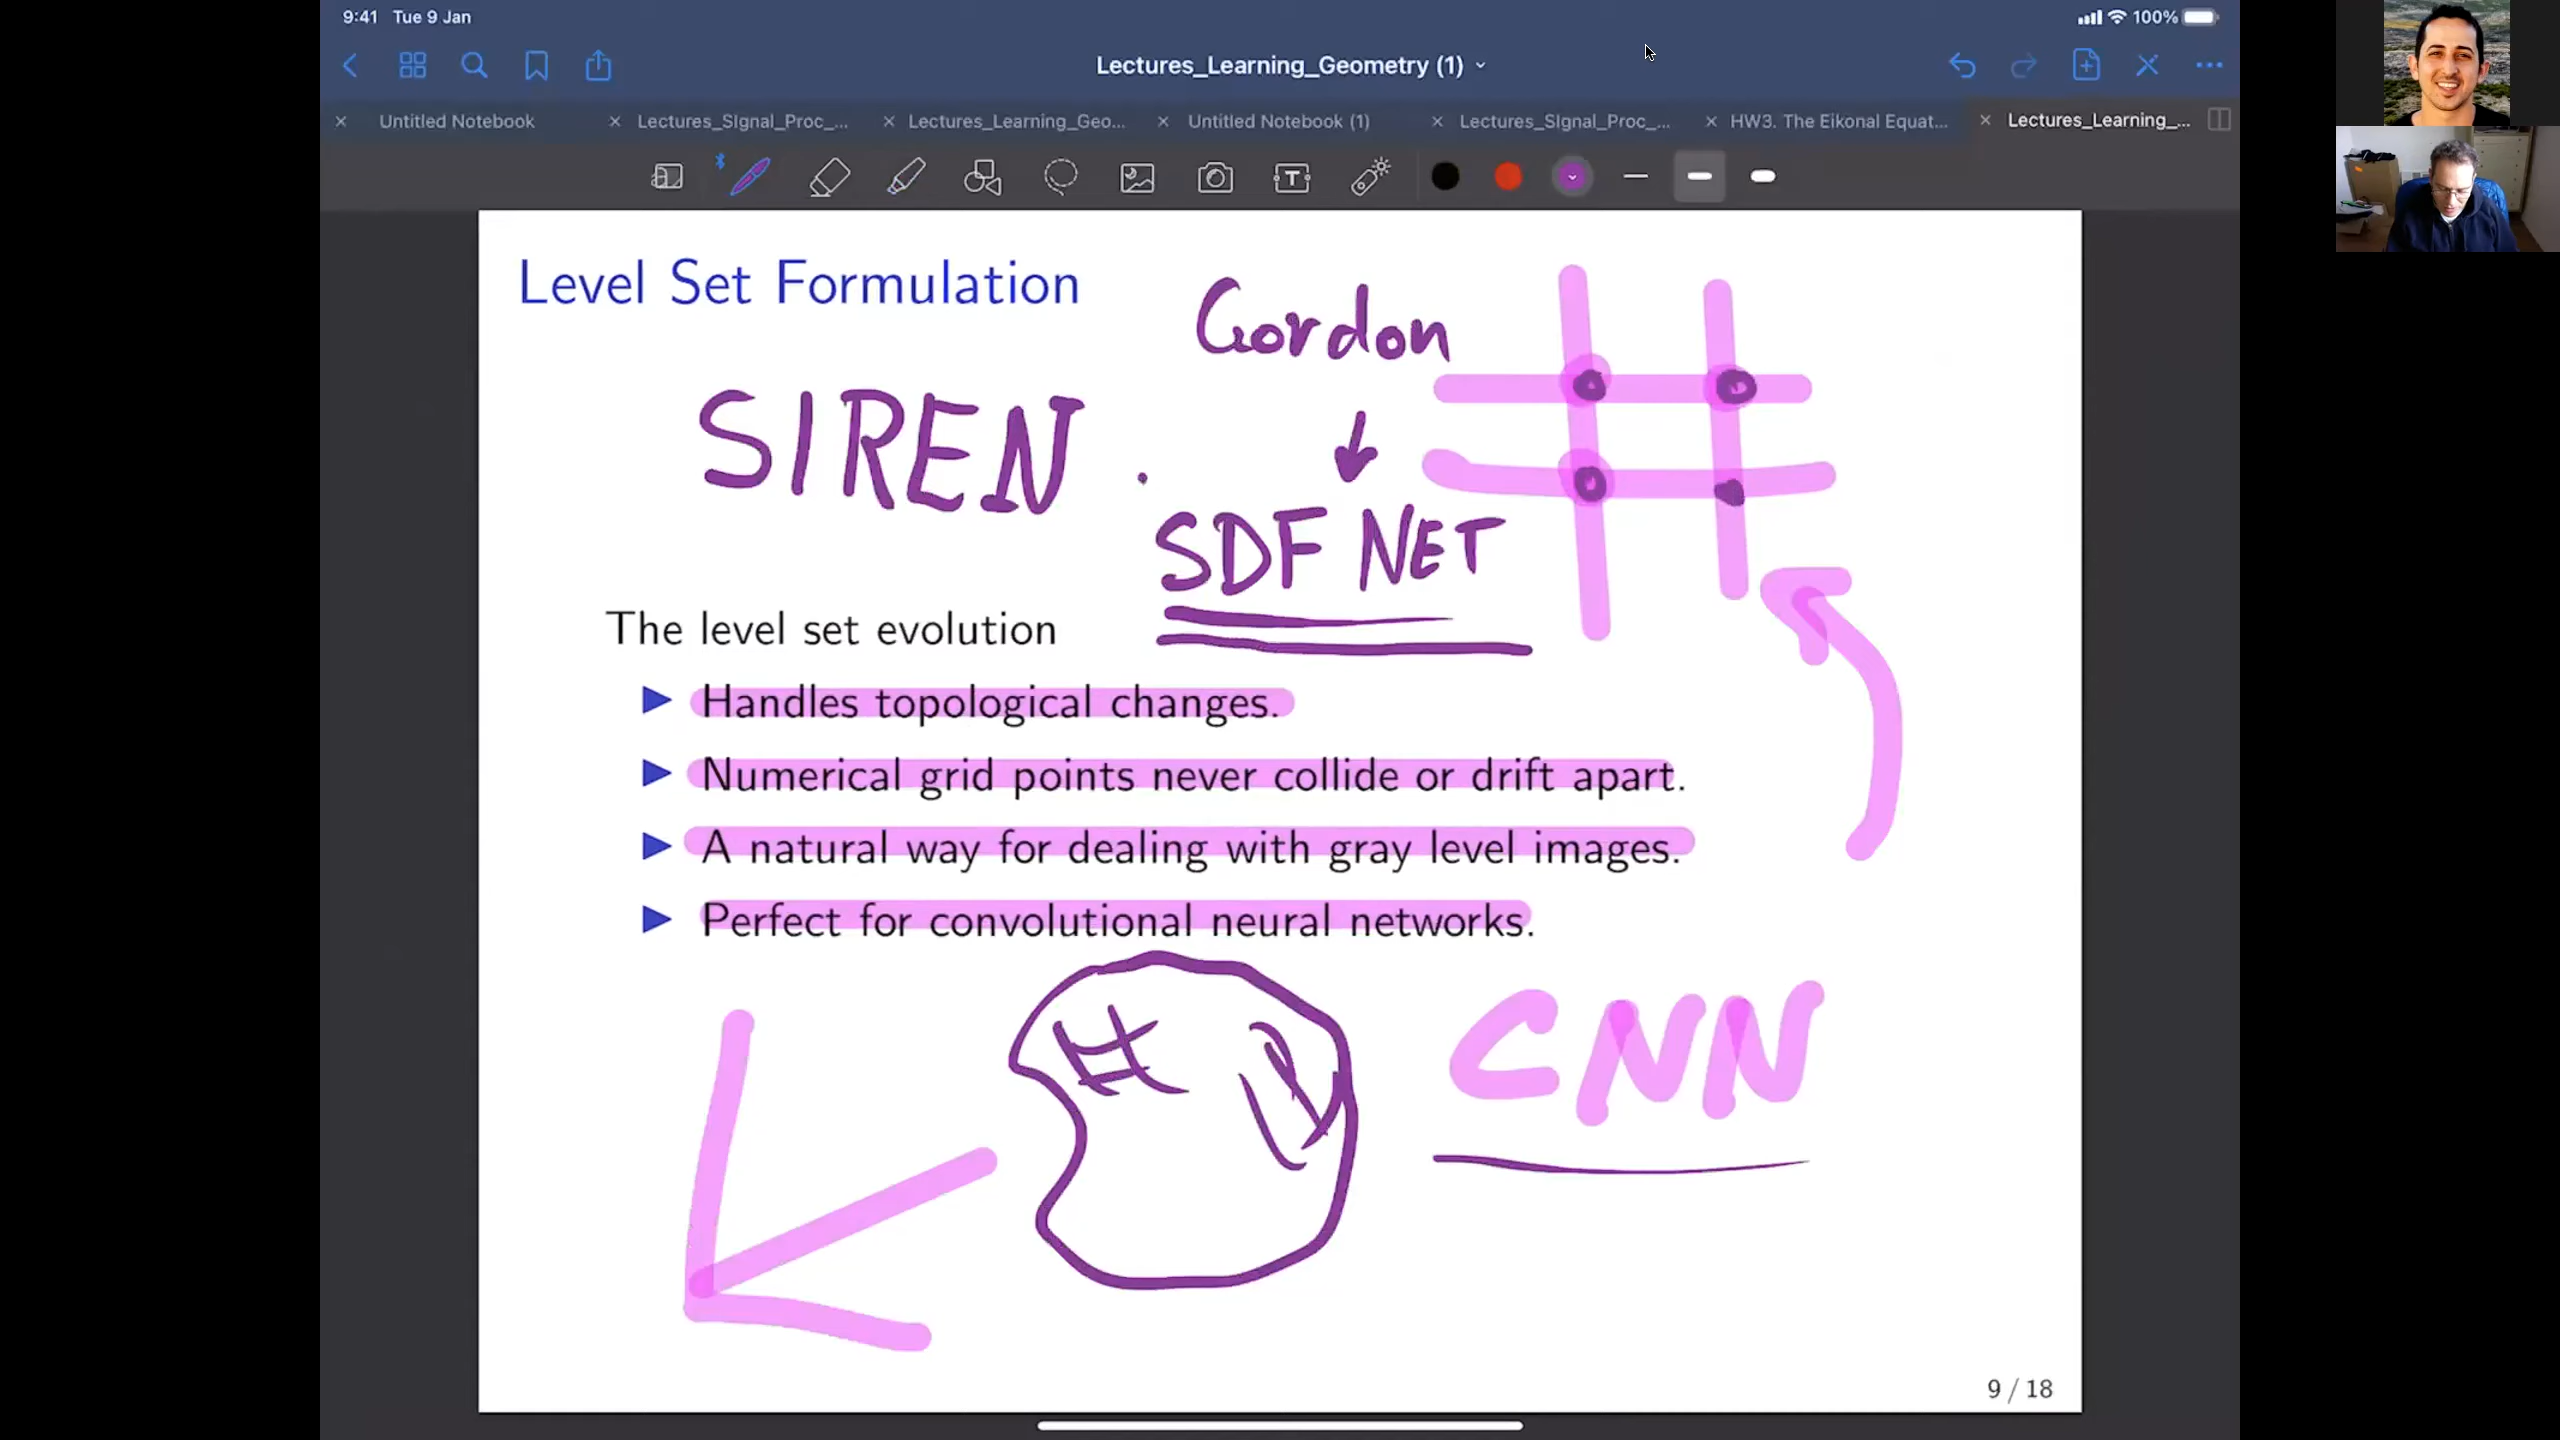 9:41 Tue 9 Jan 100%
Lectures_Learning_Geometry (1)
Untitled Notebook
Lectures_SIgnal_Proc_...
Lectures_Learning_Geo...
Untitled Notebook (1)
Lectures_SIgnal_Proc_...
HW3. The Eikonal Equat...
Lectures_Learning_...
Level Set Formulation
Gordon
SIREN.
SDF NET
The level set evolution
Handles topological changes.
Numerical grid points never collide or drift apart.
A natural way for dealing with gray level images.
Perfect for convolutional neural networks.
CNN
9 / 18